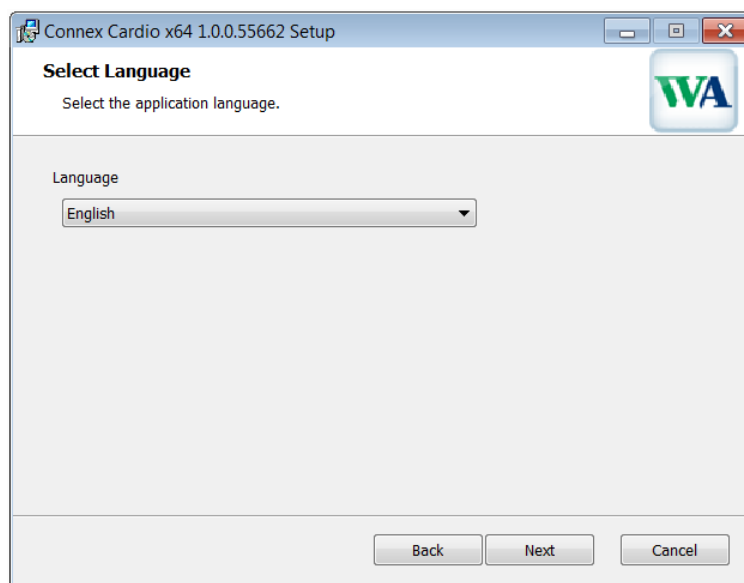 Connex Cardio x64 1.0.0.55662 Setup
Select Language
Select the application language.
WA
Language
English
Back Next Cancel